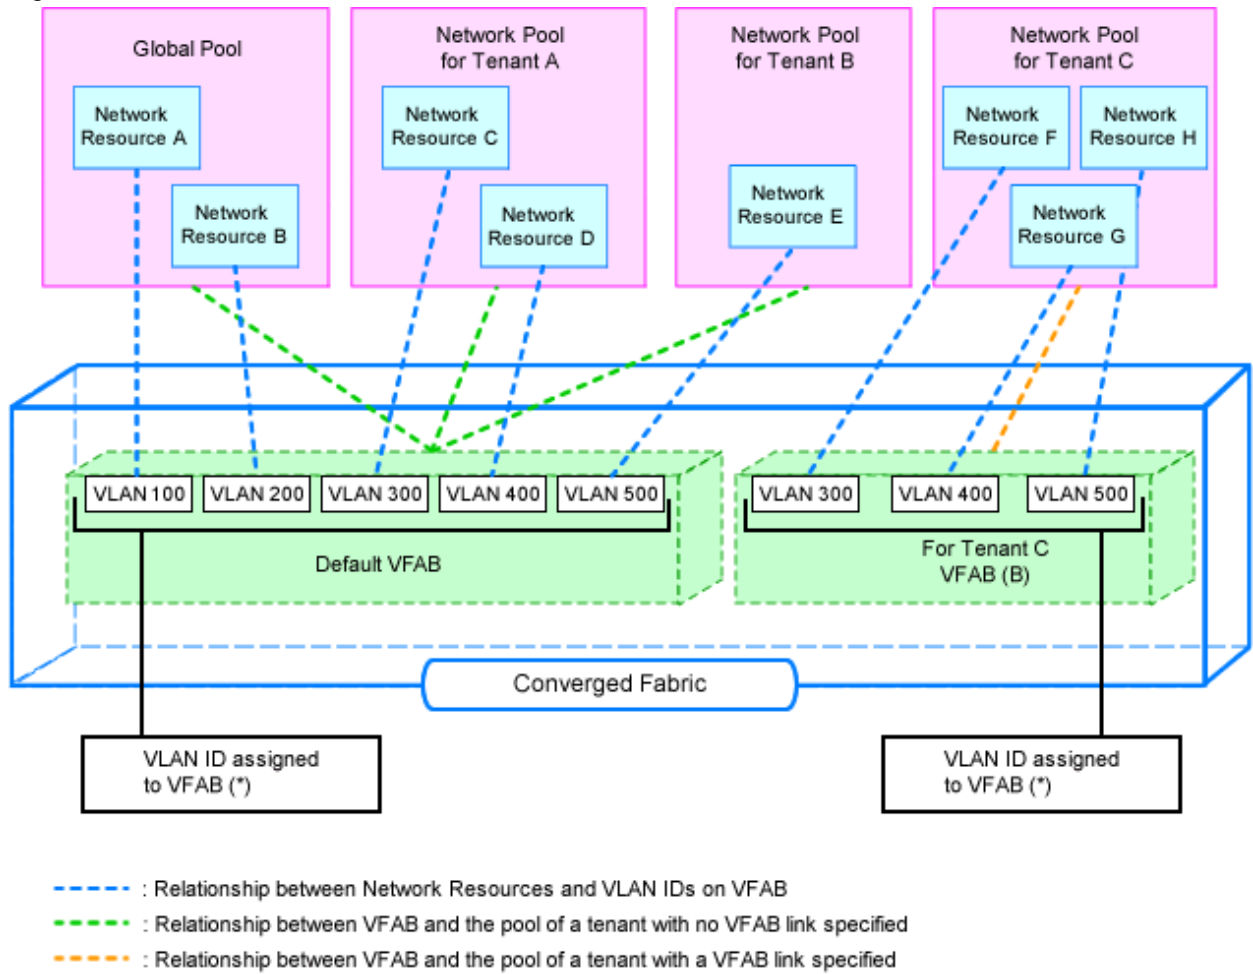 Global Pool
Network Pool
for Tenant A
Network Pool
for Tenant B
Network Pool
for Tenant C
Network
Resource A
Network
Resource B
Network
Resource C
Network
Resource D
Network
Resource E
Network
Resource F
Network
Resource H
Network
Resource G
VLAN 100
VLAN 200
VLAN 300
VLAN 400
VLAN 500
VLAN 300
VLAN 400
VLAN 500
Default VFAB
For Tenant C
VFAB (B)
Converged Fabric
VLAN ID assigned
to VFAB (*)
VLAN ID assigned
to VFAB (*)
: Relationship between Network Resources and VLAN IDs on VFAB
: Relationship between VFAB and the pool of a tenant with no VFAB link specified
: Relationship between VFAB and the pool of a tenant with a VFAB link specified